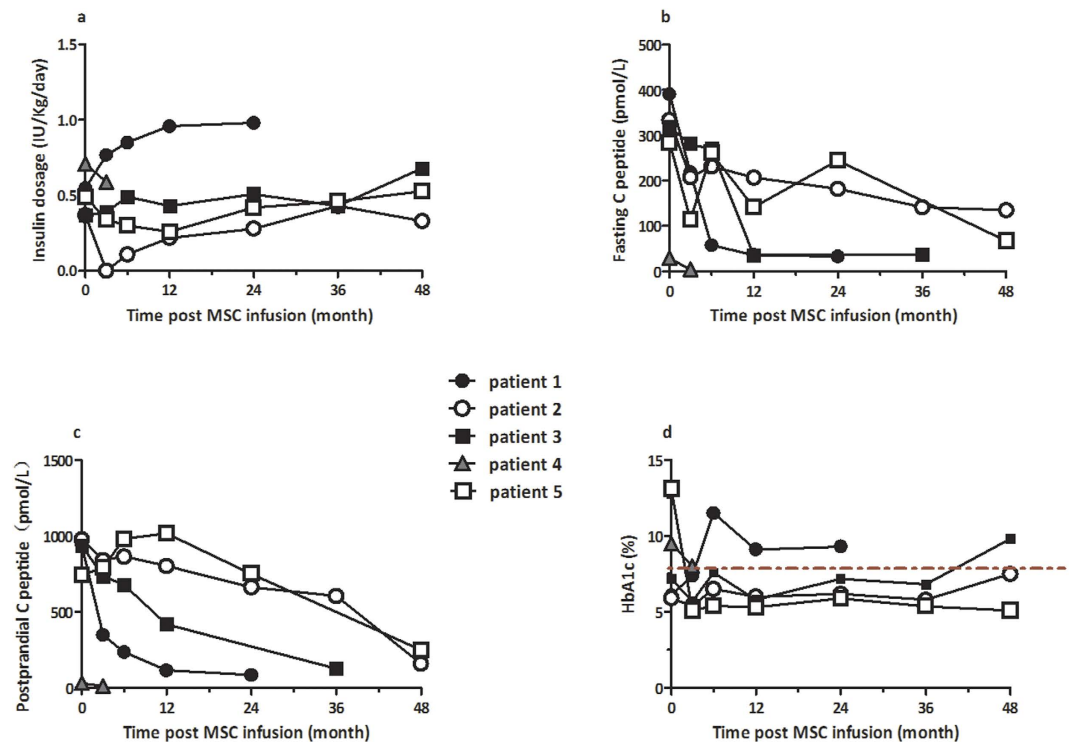 a
1.5
1.0
0.5
0.0
Insulin dosage (IU/Kg/day)
0 12 24 36 48
Time post MSC infusion (month)
b
500
400
300
200
100
0
Fasting C peptide (pmol/L)
0 12 24 36 48
Time post MSC infusion (month)
patient 1
patient 2
patient 3
patient 4
patient 5
c
1500
1000
500
0
Postprandial C peptide（pmol/L）
0 12 24 36 48
Time post MSC infusion (month)
d
15
10
5
0
HbA1c (%)
0 12 24 36 48
Time post MSC infusion (month)